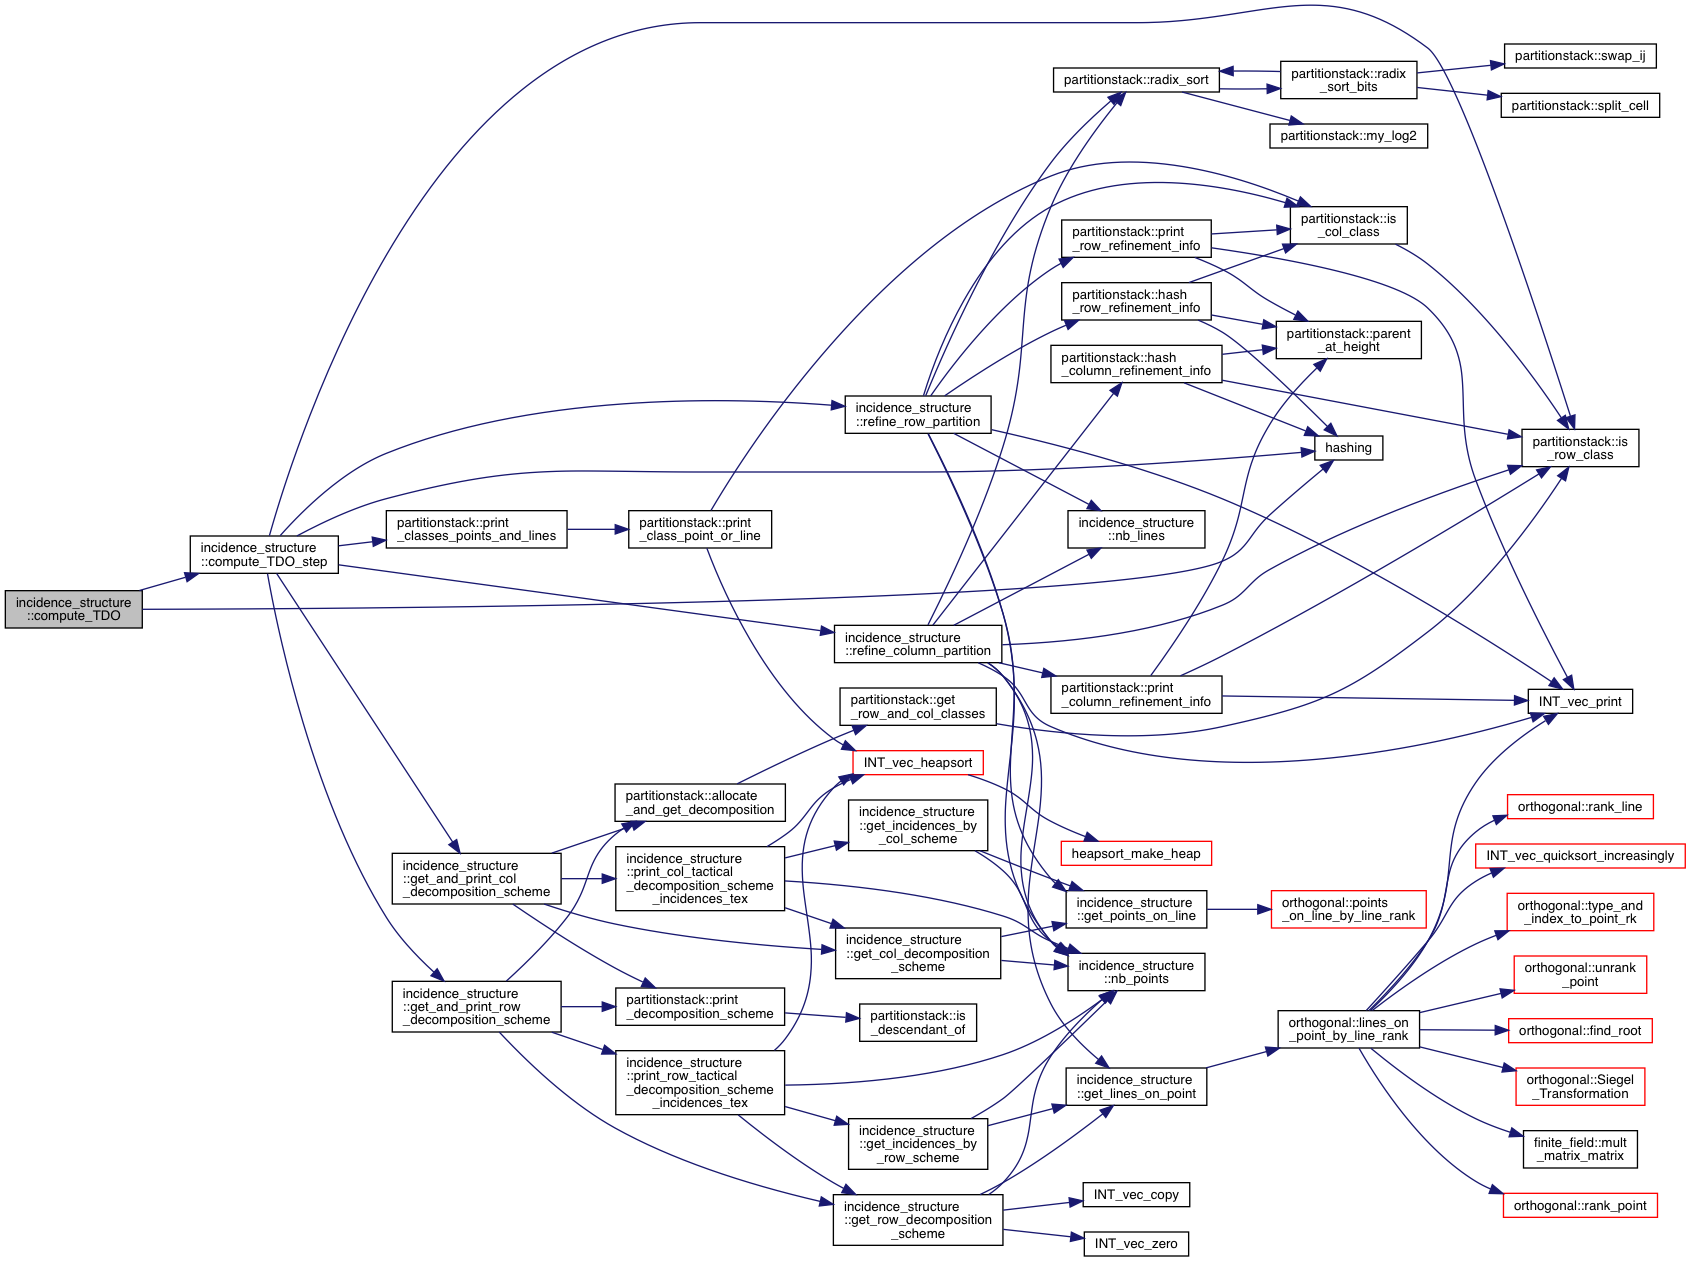 incidence_structure
::compute_TDO
incidence_structure
::compute_TDO_step
partitionstack::print
_classes_points_and_lines
incidence_structure
::get_and_print_col
_decomposition_scheme
incidence_structure
::get_and_print_row
_decomposition_scheme
partitionstack::print
_class_point_or_line
partitionstack::allocate
_and_get_decomposition
incidence_structure
::print_col_tactical
_decomposition_scheme
_incidences_tex
partitionstack::print
_decomposition_scheme
incidence_structure
::print_row_tactical
_decomposition_scheme
_incidences_tex
incidence_structure
::refine_row_partition
incidence_structure
::refine_column_partition
partitionstack::get
_row_and_col_classes
INT_vec_heapsort
incidence_structure
::get_incidences_by
_col_scheme
incidence_structure
::get_col_decomposition
_scheme
partitionstack::is
_descendant_of
incidence_structure
::get_incidences_by
_row_scheme
incidence_structure
::get_row_decomposition
_scheme
partitionstack::radix_sort
partitionstack::print
_row_refinement_info
partitionstack::hash
_row_refinement_info
partitionstack::hash
_column_refinement_info
incidence_structure
::nb_lines
partitionstack::print
_column_refinement_info
heapsort_make_heap
incidence_structure
::get_points_on_line
incidence_structure
::nb_points
incidence_structure
::get_lines_on_point
INT_vec_copy
INT_vec_zero
partitionstack::radix
_sort_bits
partitionstack::my_log2
partitionstack::is
_col_class
partitionstack::parent
_at_height
hashing
orthogonal::points
_on_line_by_line_rank
orthogonal::lines_on
_point_by_line_rank
partitionstack::swap_ij
partitionstack::split_cell
partitionstack::is
_row_class
INT_vec_print
orthogonal::rank_line
INT_vec_quicksort_increasingly
orthogonal::type_and
_index_to_point_rk
orthogonal::unrank
_point
orthogonal::find_root
orthogonal::Siegel
_Transformation
finite_field::mult
_matrix_matrix
orthogonal::rank_point